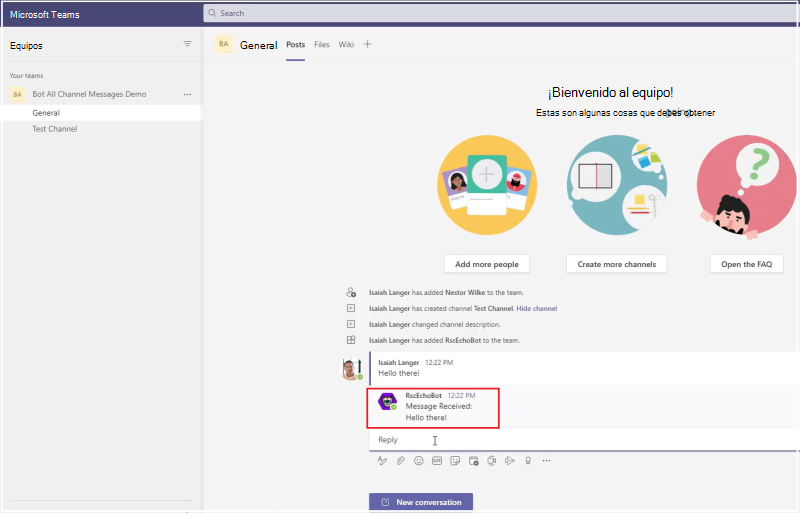 Microsoft Teams
Search
Equipos
BA
General
Posts
Files
Wiki
Your teams
BA
Bot All Channel Messages Demo
General
Test Channel
¡Bienvenido al equipo!
Estas son algunas cosas que debes obtener
Add more people
Create more channels
Open the FAQ
Isaiah Langer has added Nestor Wilke to the team.
Isaiah Langer has created channel Test Channel. Hide channel
Isaiah Langer changed channel description.
Isaiah Langer has added RscEchoBot to the team.
Isaiah Langer 12:22 PM
Hello there!
RscEchoBot 12:22 PM
Message Received:
Hello there!
Reply
GIF
New conversation